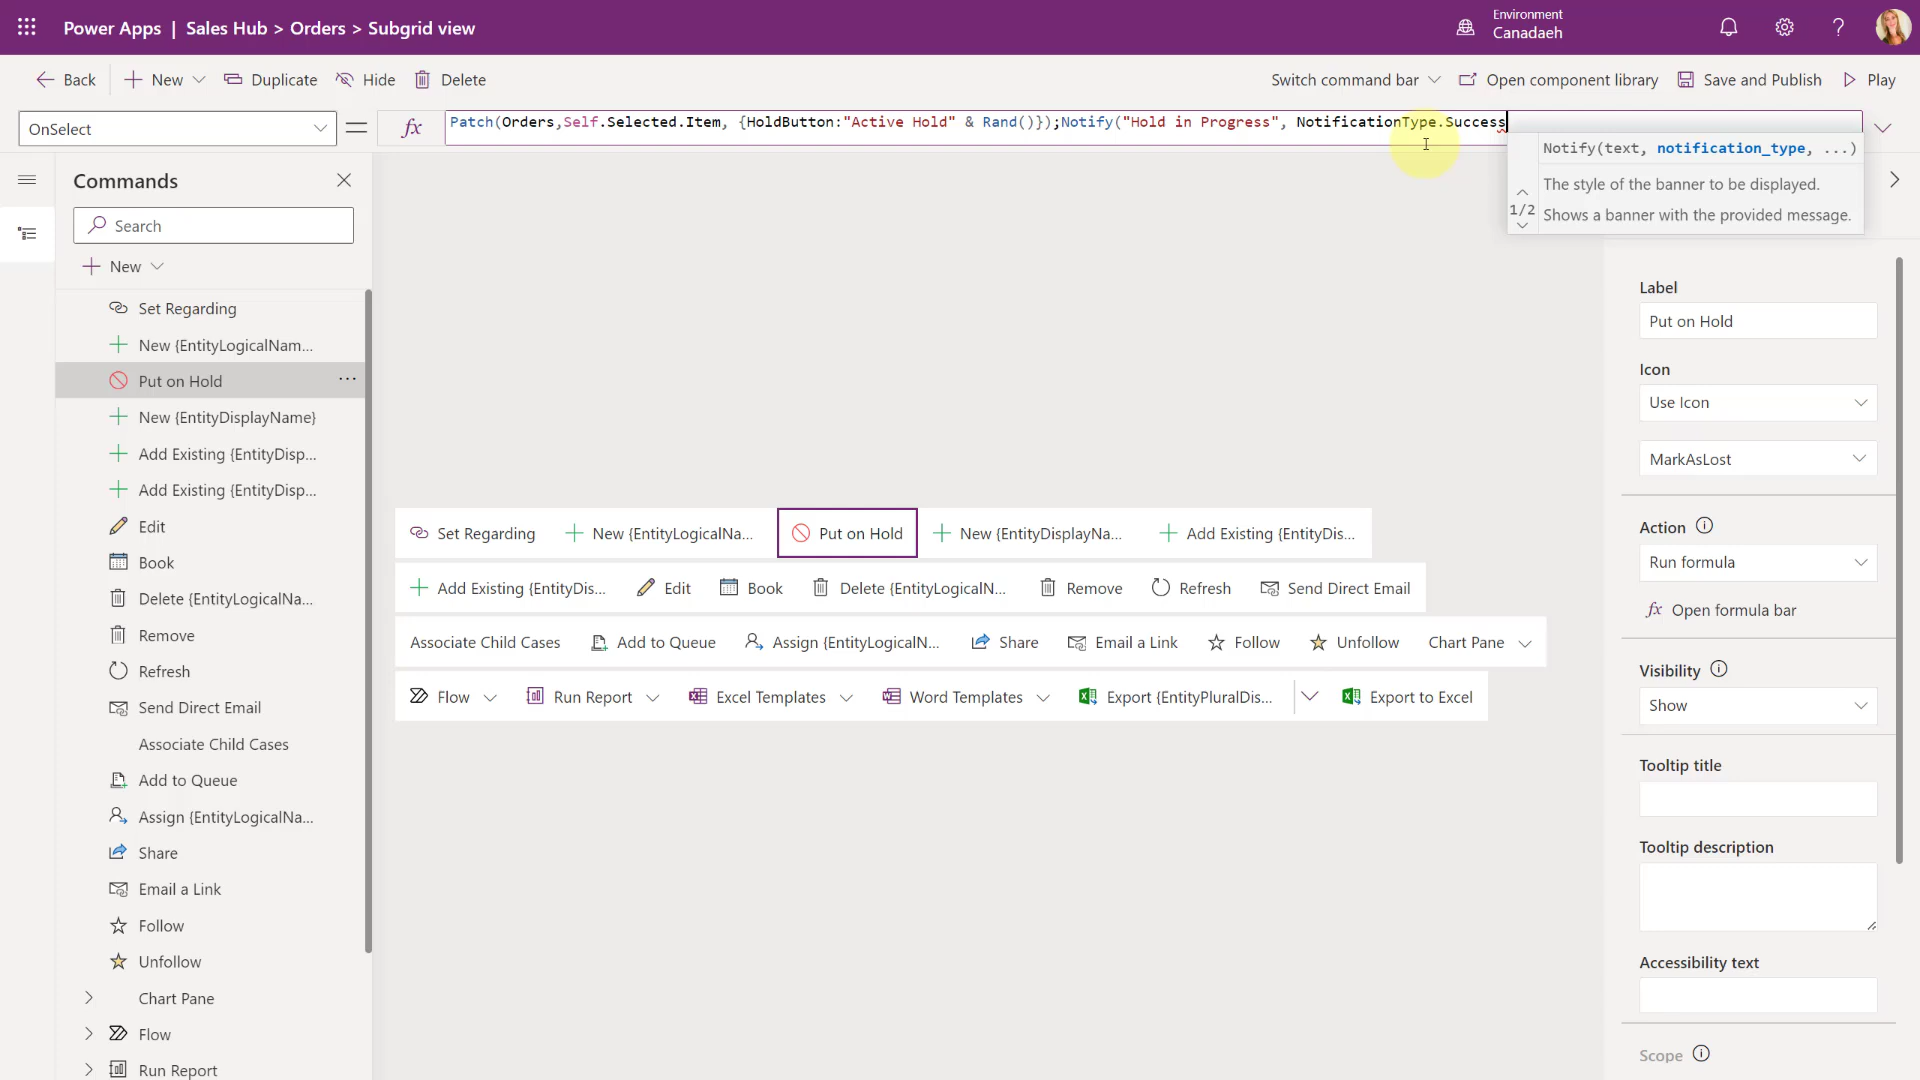 Power Apps | Sales Hub > Orders > Subgrid view
Environment
Canadaeh
?
Back
New
Duplicate
Hide
Delete
Switch command bar
Open component library
Save and Publish
Play
OnSelect
=
fx
Patch(Orders,Self.Selected.Item, {HoldButton:"Active Hold" & Rand()});Notify("Hold in Progress", NotificationType.Success
Notify(text, notification_type, ...)
The style of the banner to be displayed.
1/2
Shows a banner with the provided message.
Commands
Search
New
Set Regarding
New {EntityLogicalNam...
Put on Hold
...
New {EntityDisplayName}
Add Existing {EntityDisp...
Add Existing {EntityDisp...
Edit
Book
Delete {EntityLogicalNa...
Remove
Refresh
Send Direct Email
Associate Child Cases
Add to Queue
Assign {EntityLogicalNa...
Share
Email a Link
Follow
Unfollow
Chart Pane
Flow
Run Report
Set Regarding
New {EntityLogicalNa...
Put on Hold
New {EntityDisplayNa...
Add Existing {EntityDis...
Add Existing {EntityDis...
Edit
Book
Delete {EntityLogicalN...
Remove
Refresh
Send Direct Email
Associate Child Cases
Add to Queue
Assign {EntityLogicalN...
Share
Email a Link
Follow
Unfollow
Chart Pane
Flow
Run Report
Excel Templates
Word Templates
Export {EntityPluralDis...
Export to Excel
Label
Put on Hold
Icon
Use Icon
MarkAsLost
Action
Run formula
fx Open formula bar
Visibility
Show
Tooltip title
Tooltip description
Accessibility text
Scope